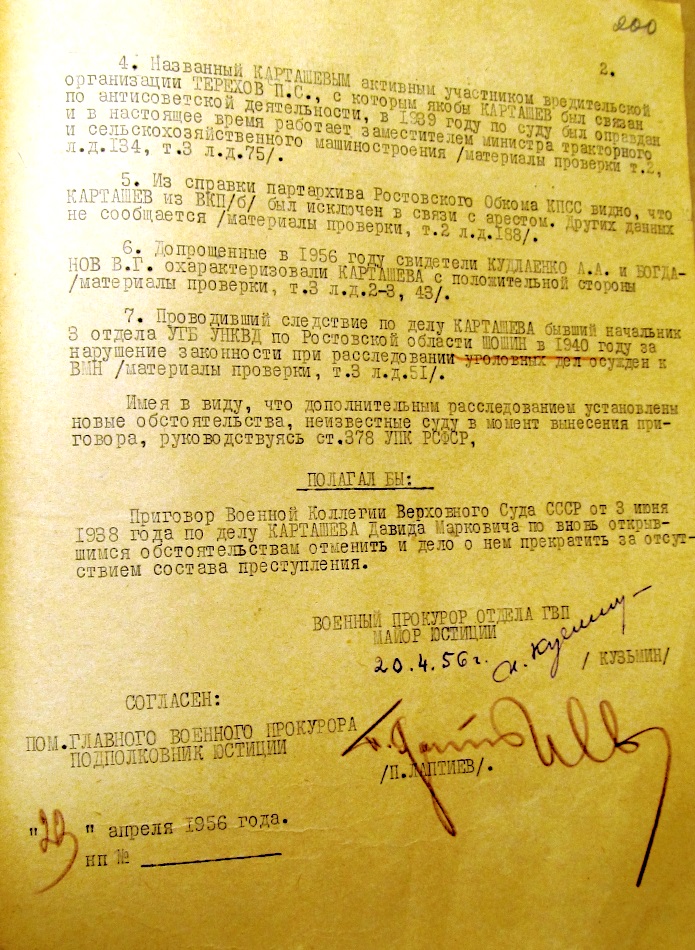 200
2.
4. Названный КАРТАШЕВЫМ активным участником вредительской
организации ТЕРЕХОВ П.С., с которым якобы КАРТАШЕВ был связан
по антисоветской деятельности, в 1939 году по суду был оправдан
и в настоящее время работает заместителем министра тракторного
и сельскохозяйственного машиностроения /материалы проверки т.2,
л.д.134, т.3 л.д.75/.
5. Из справки партархива Ростовского Обкома КПСС видно, что
КАРТАШЕВ из ВКП/б/ был исключен в связи с арестом. Других данных
не сообщается /материалы проверки, т.2 л.д.188/.
6. Допрошенные в 1956 году свидетели КУДЛАЕНКО А.А. и БОГДА-
НОВ В.Г. охарактеризовали КАРТАШЕВА с положительной стороны
/материалы проверки, т.3 л.д.2-3, 43/.
7. Проводивший следствие по делу КАРТАШЕВА бывший начальник
3 отдела УГБ УНКВД по Ростовской области ШОШИН в 1940 году за
нарушение законности при расследовании уголовных дел осужден к
ВМН /материалы проверки, т.3 л.д.51/.
Имея в виду, что дополнительным расследованием установлены
новые обстоятельства, неизвестные суду в момент вынесения при-
говора, руководствуясь ст.378 УПК РСФСР,
ПОЛАГАЛ БЫ:
Приговор Военной Коллегии Верховного Суда СССР от 3 июня
1938 года по делу КАРТАШЕВА Давида Марковича по вновь открыв-
шимся обстоятельствам отменить и дело о нем прекратить за отсут-
ствием состава преступления.
ВОЕННЫЙ ПРОКУРОР ОТДЕЛА ГВП
МАЙОР ЮСТИЦИИ
20.4.56г.
/ КУЗЬМИН/
СОГЛАСЕН:
ПОМ.ГЛАВНОГО ВОЕННОГО ПРОКУРОРА
ПОДПОЛКОВНИК ЮСТИЦИИ
/П.ЛАПТИЕВ/.
" " апреля 1956 года.
нп №